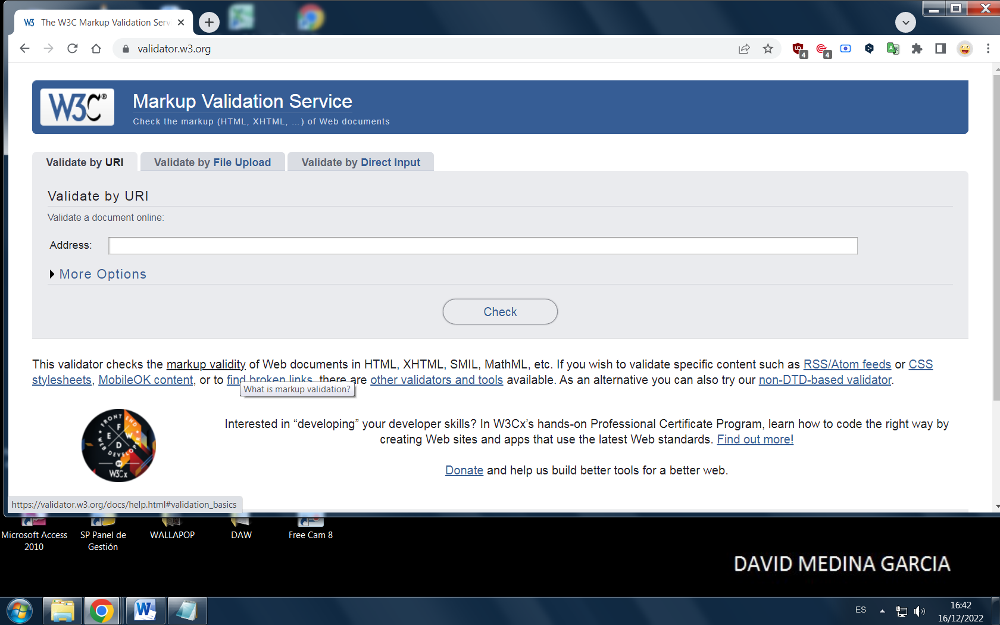 The W3C Markup Validation Serv
validator.w3.org
4
4
W3C®
Markup Validation Service
Check the markup (HTML, XHTML, …) of Web documents
Validate by URI
Validate by File Upload
Validate by Direct Input
Validate by URI
Validate a document online:
Address:
More Options
Check
This validator checks the markup validity of Web documents in HTML, XHTML, SMIL, MathML, etc. If you wish to validate specific content such as RSS/Atom feeds or CSS
stylesheets, MobileOK content, or to find broken links, there are other validators and tools available. As an alternative you can also try our non-DTD-based validator.
What is markup validation?
FRONT END
WEB DEVELOPER
F E W D
BY
W3Cx
Interested in “developing” your developer skills? In W3Cx’s hands-on Professional Certificate Program, learn how to code the right way by
creating Web sites and apps that use the latest Web standards. Find out more!
Donate and help us build better tools for a better web.
https://validator.w3.org/docs/help.html#validation_basics
Microsoft Access
2010
SP Panel de
Gestión
WALLAPOP
DAW
Free Cam 8
DAVID MEDINA GARCIA
ES
16:42
16/12/2022